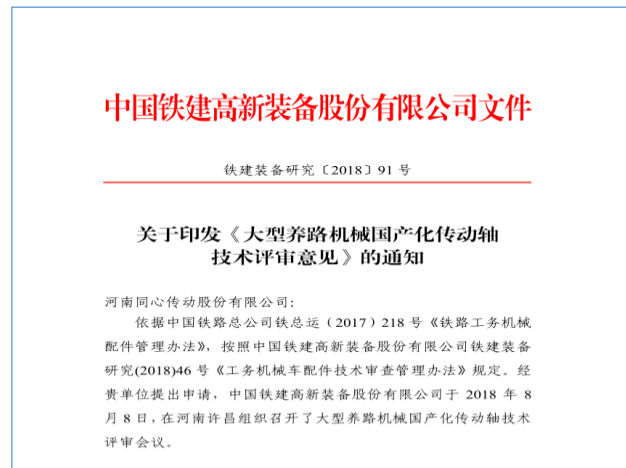 中国铁建高新装备股份有限公司文件
铁建装备研究〔2018〕91 号
关于印发《大型养路机械国产化传动轴
技术评审意见》的通知
河南同心传动股份有限公司:
依据中国铁路总公司铁总运（2017）218 号《铁路工务机械
配件管理办法》，按照中国铁建高新装备股份有限公司铁建装备
研究(2018)46 号《工务机械车配件技术审查管理办法》规定。经
贵单位提出申请，中国铁建高新装备股份有限公司于 2018 年 8
月 8 日，在河南许昌组织召开了大型养路机械国产化传动轴技术
评审会议。